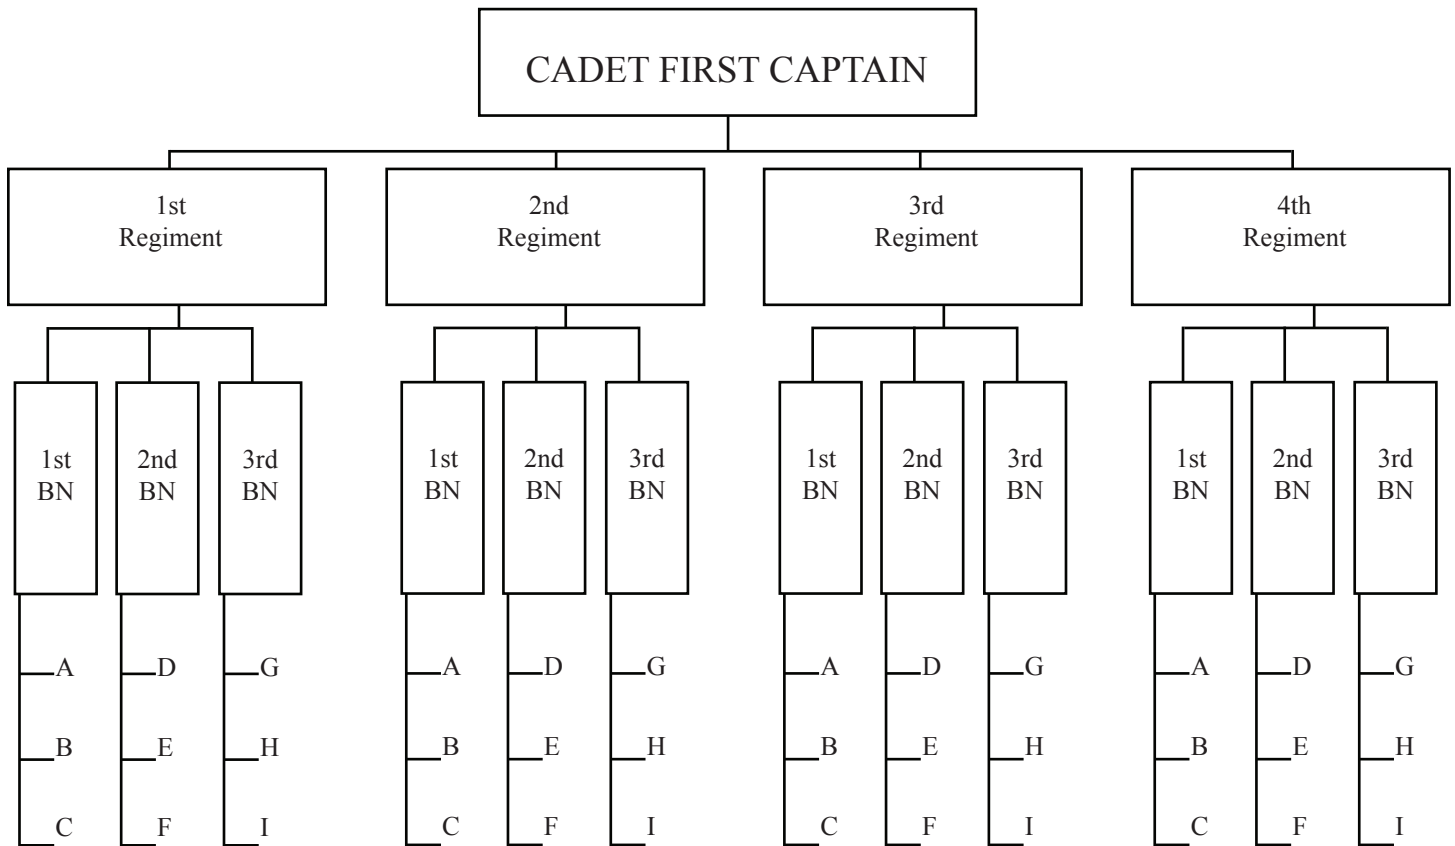 CADET FIRST CAPTAIN
1st
Regiment
2nd
Regiment
3rd
Regiment
4th
Regiment
1st
BN
2nd
BN
3rd
BN
1st
BN
2nd
BN
3rd
BN
1st
BN
2nd
BN
3rd
BN
1st
BN
2nd
BN
3rd
BN
A
B
C
D
E
F
G
H
I
A
B
C
D
E
F
G
H
I
A
B
C
D
E
F
G
H
I
A
B
C
D
E
F
G
H
I